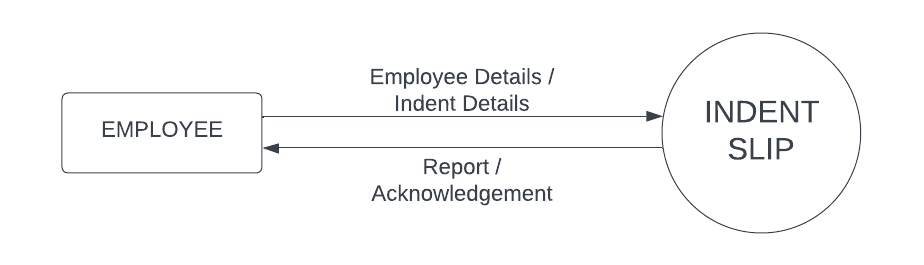 EMPLOYEE
Employee Details /
Indent Details
Report /
Acknowledgement
INDENT
SLIP